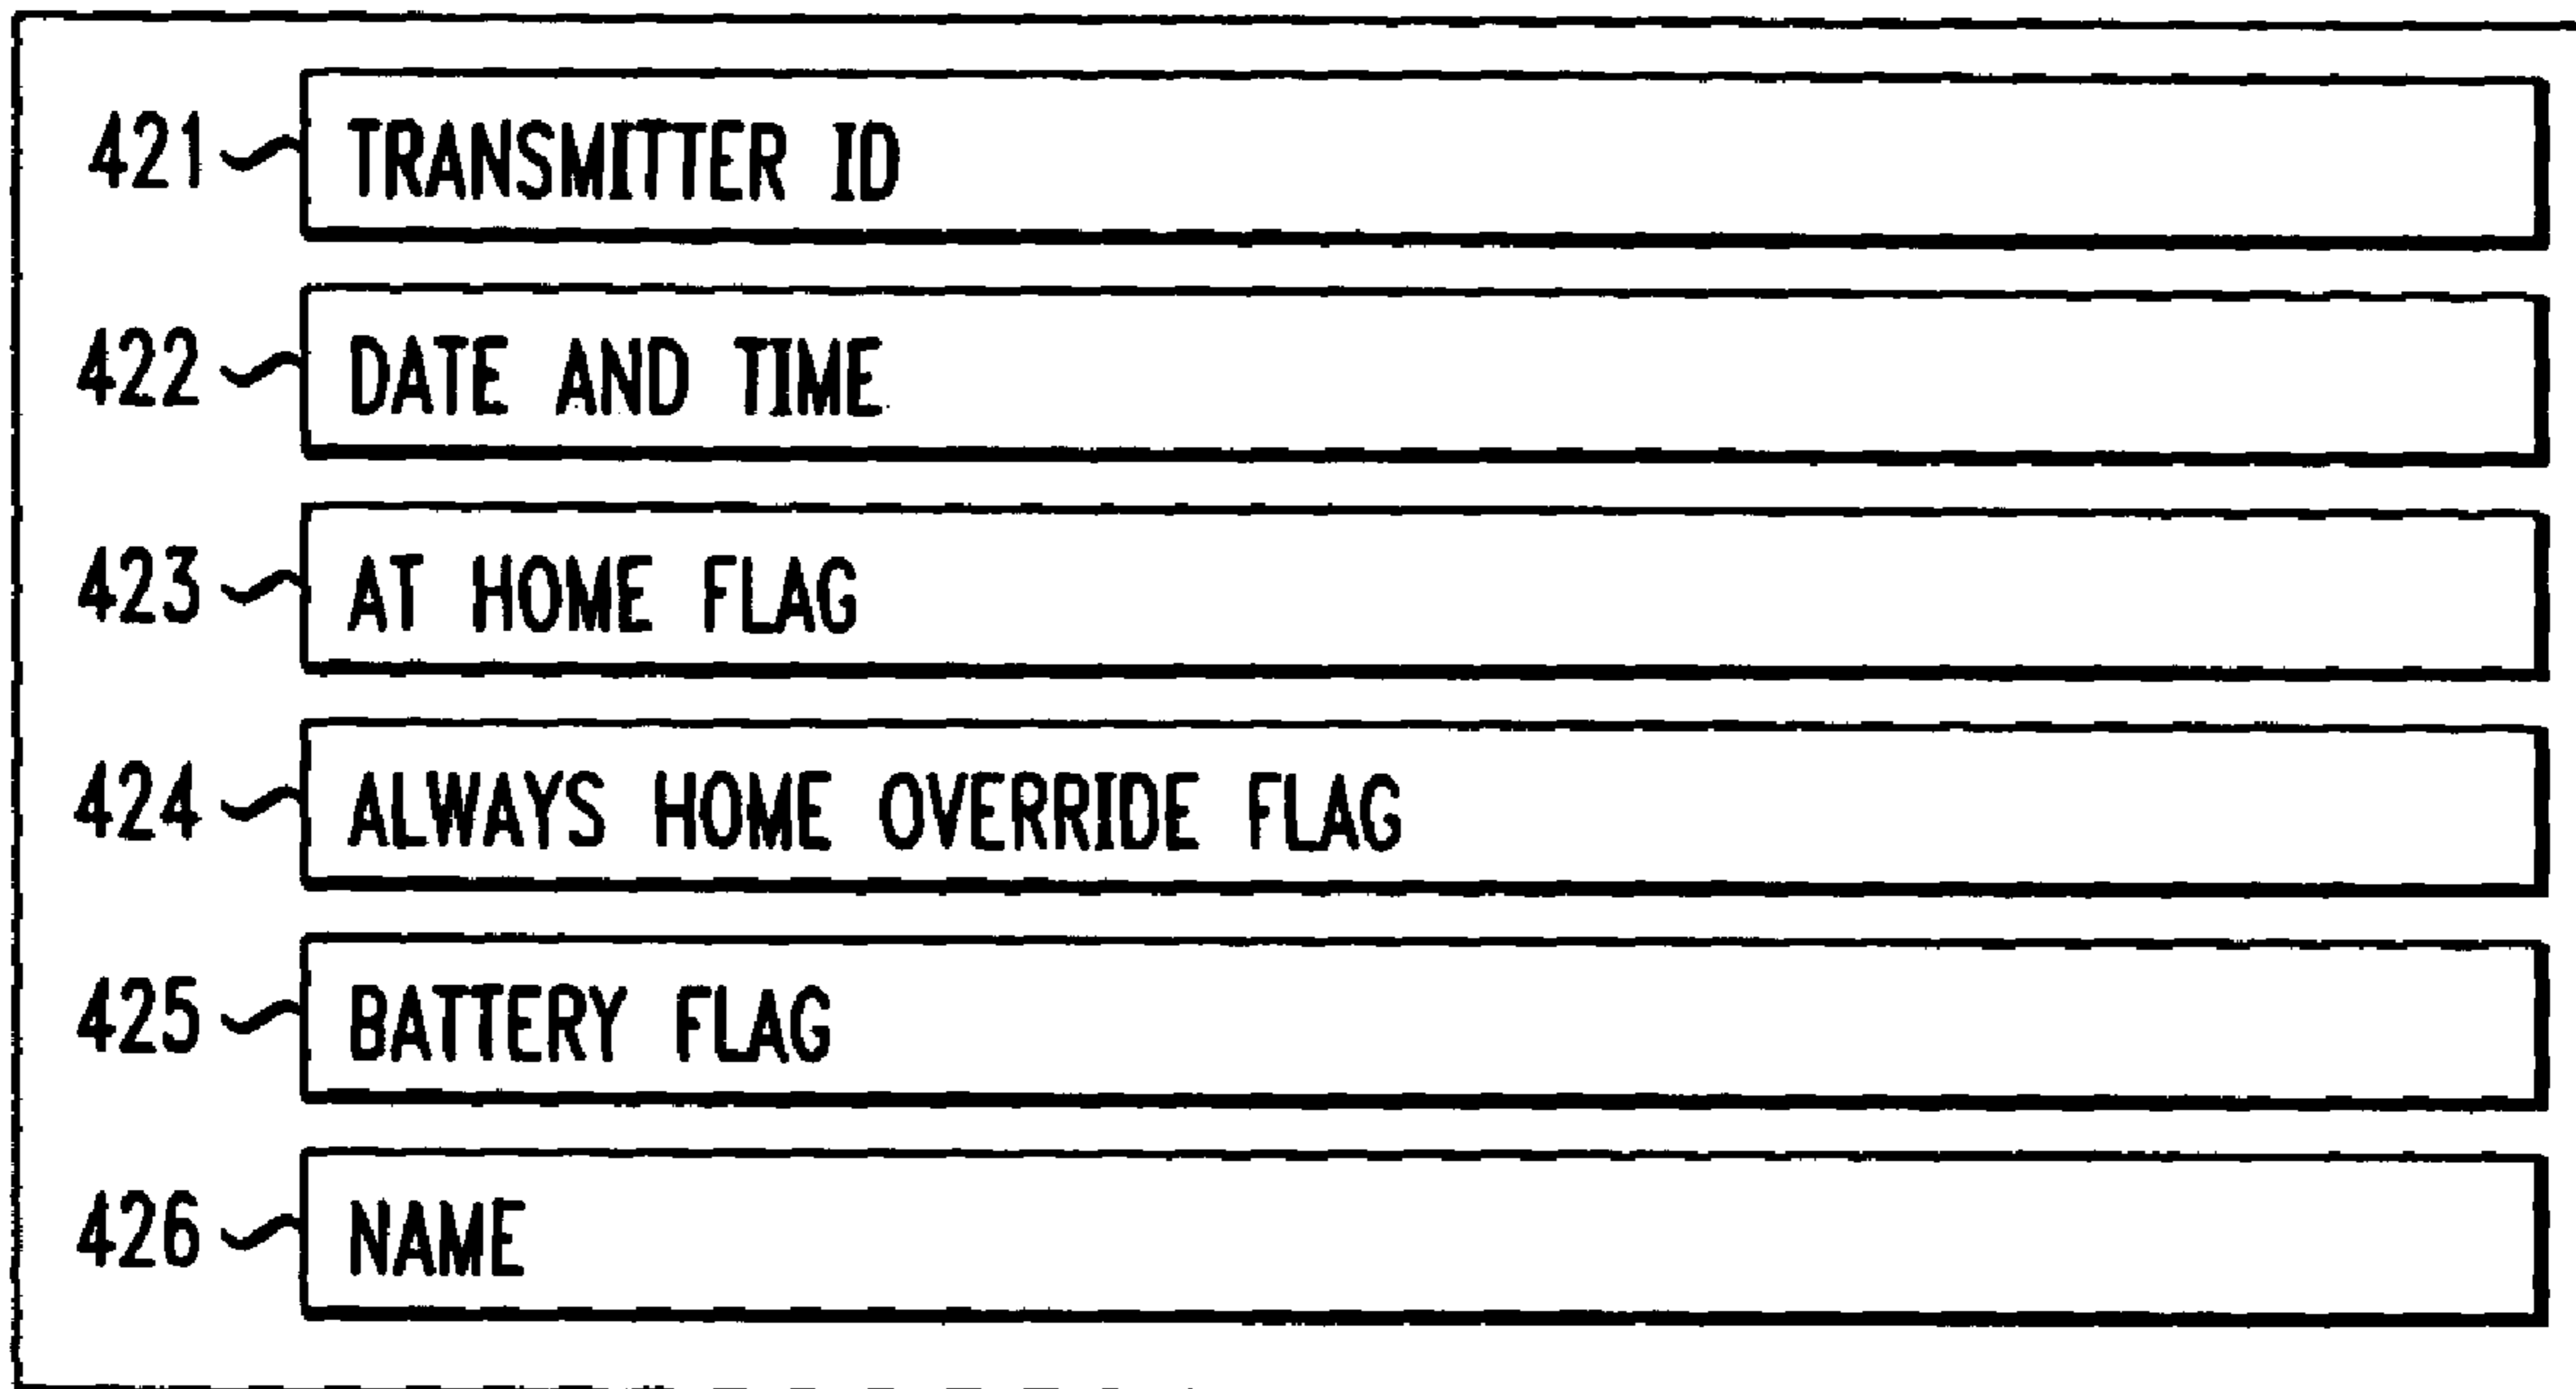 421 TRANSMITTER ID
422 DATE AND TIME
423 AT HOME FLAG
424 ALWAYS HOME OVERRIDE FLAG
425 BATTERY FLAG
426 NAME